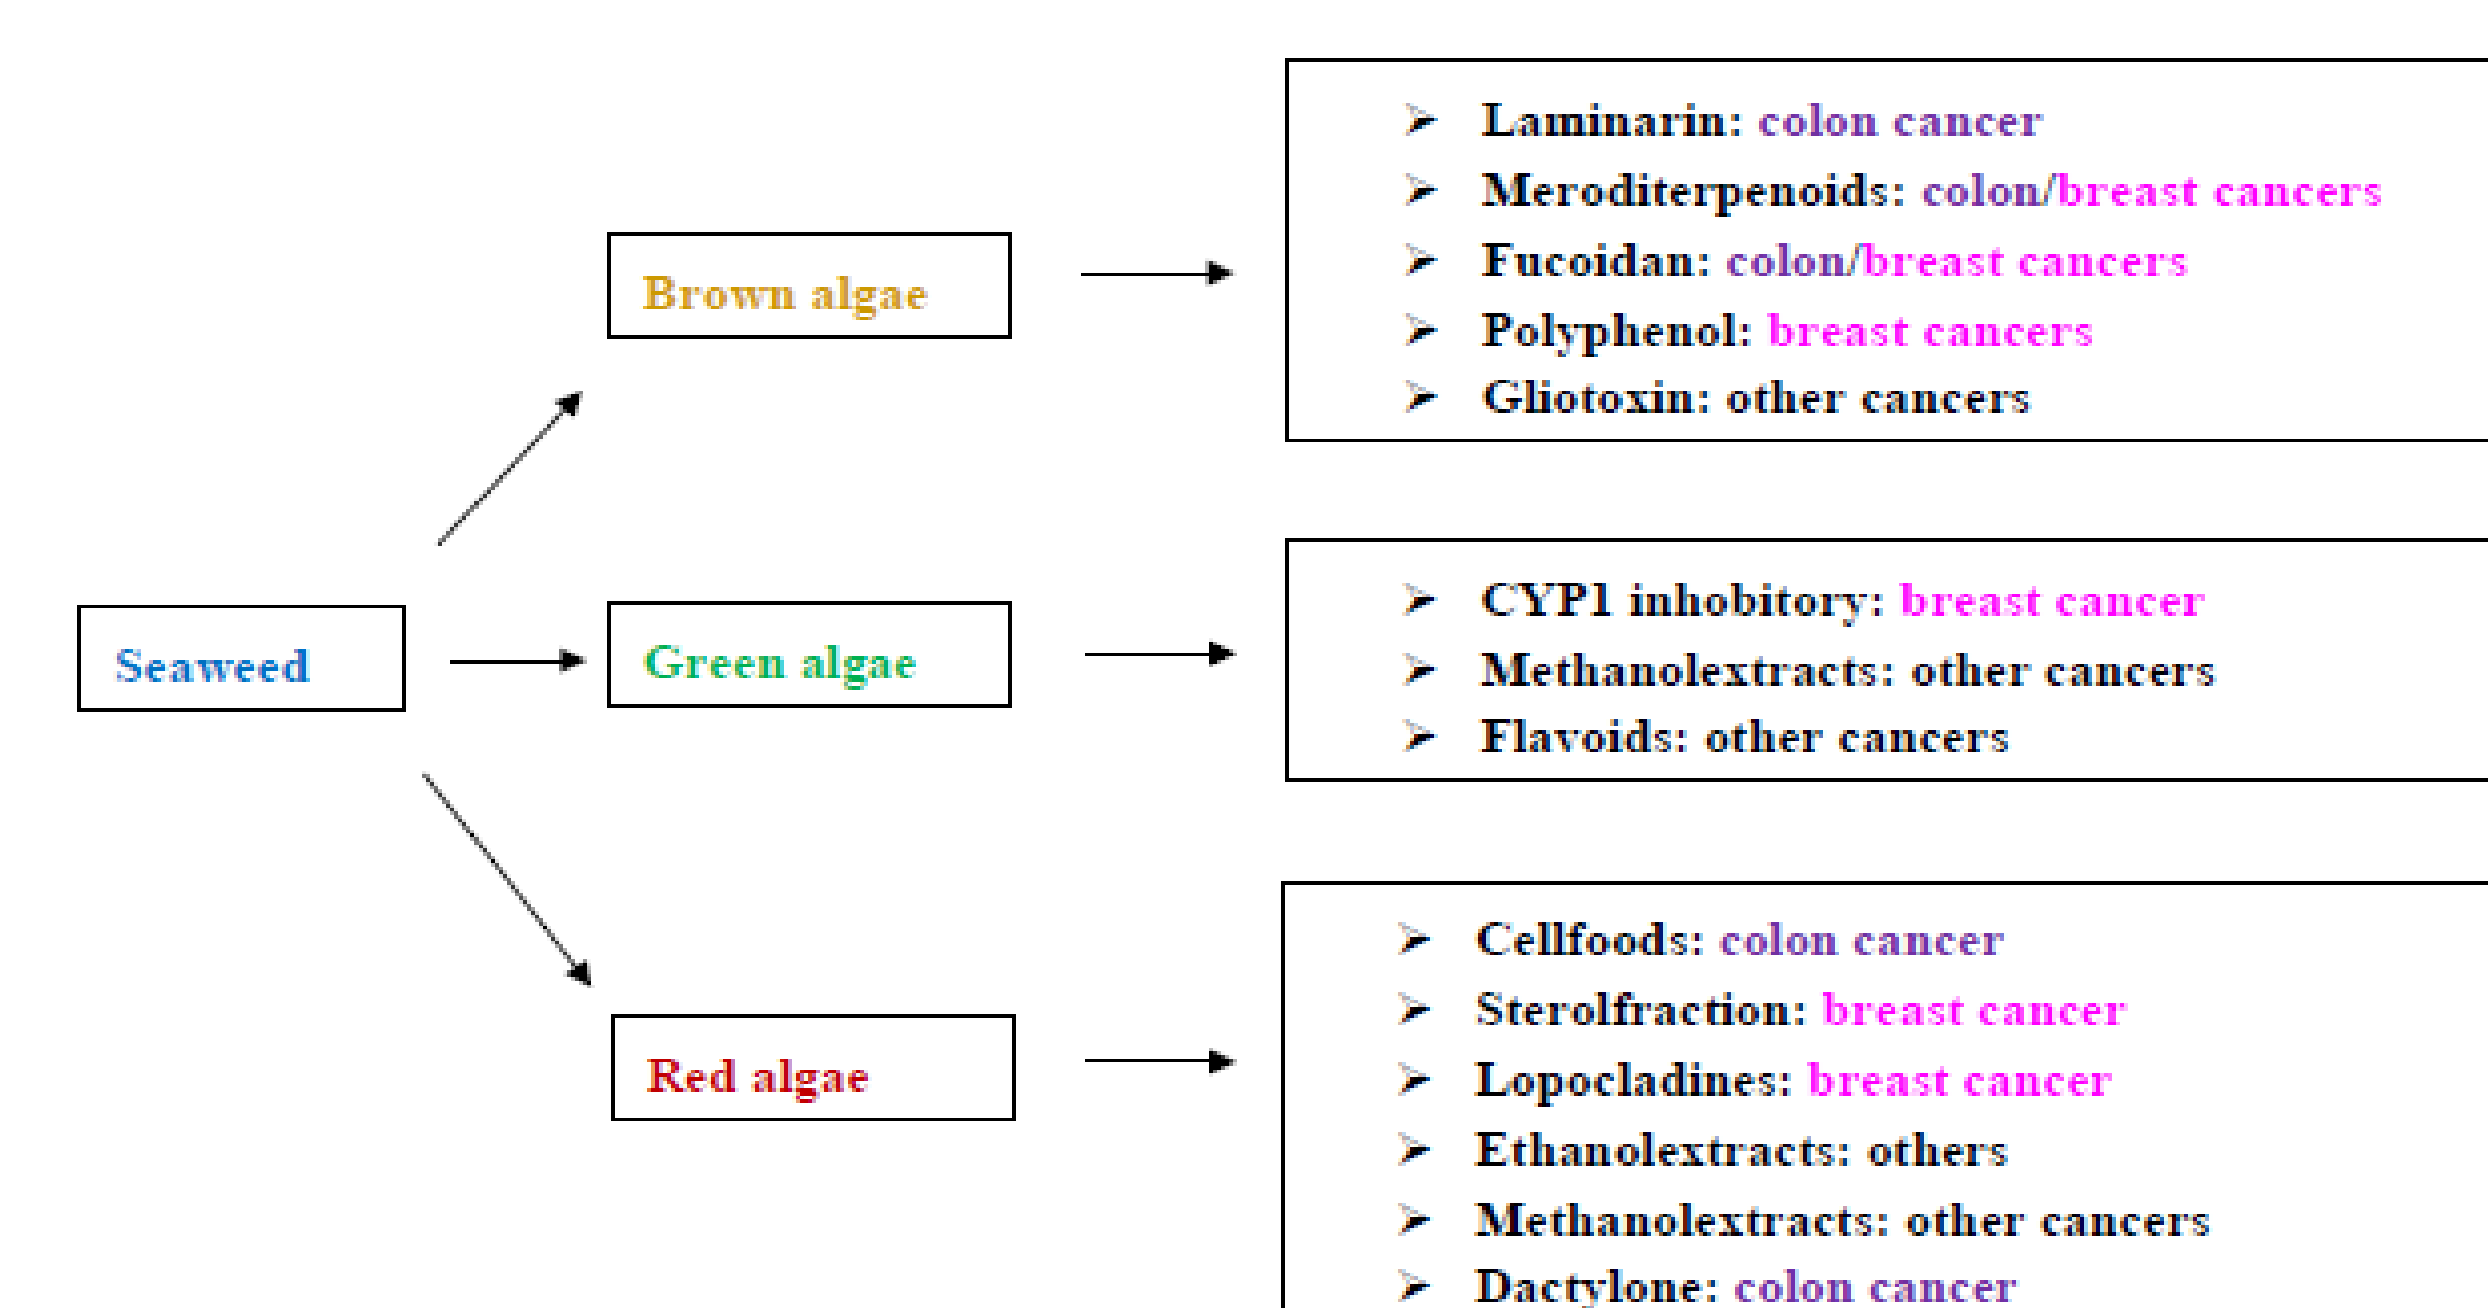 Seaweed
Brown algae
Laminarin: colon cancer
Meroditerpenoids: colon/breast cancers
Fucoidan: colon/breast cancers
Polyphenol: breast cancers
Gliotoxin: other cancers
Green algae
CYP1 inhobitory: breast cancer
Methanolextracts: other cancers
Flavoids: other cancers
Red algae
Cellfoods: colon cancer
Sterolfraction: breast cancer
Lopocladines: breast cancer
Ethanolextracts: others
Methanolextracts: other cancers
Dactylone: colon cancer